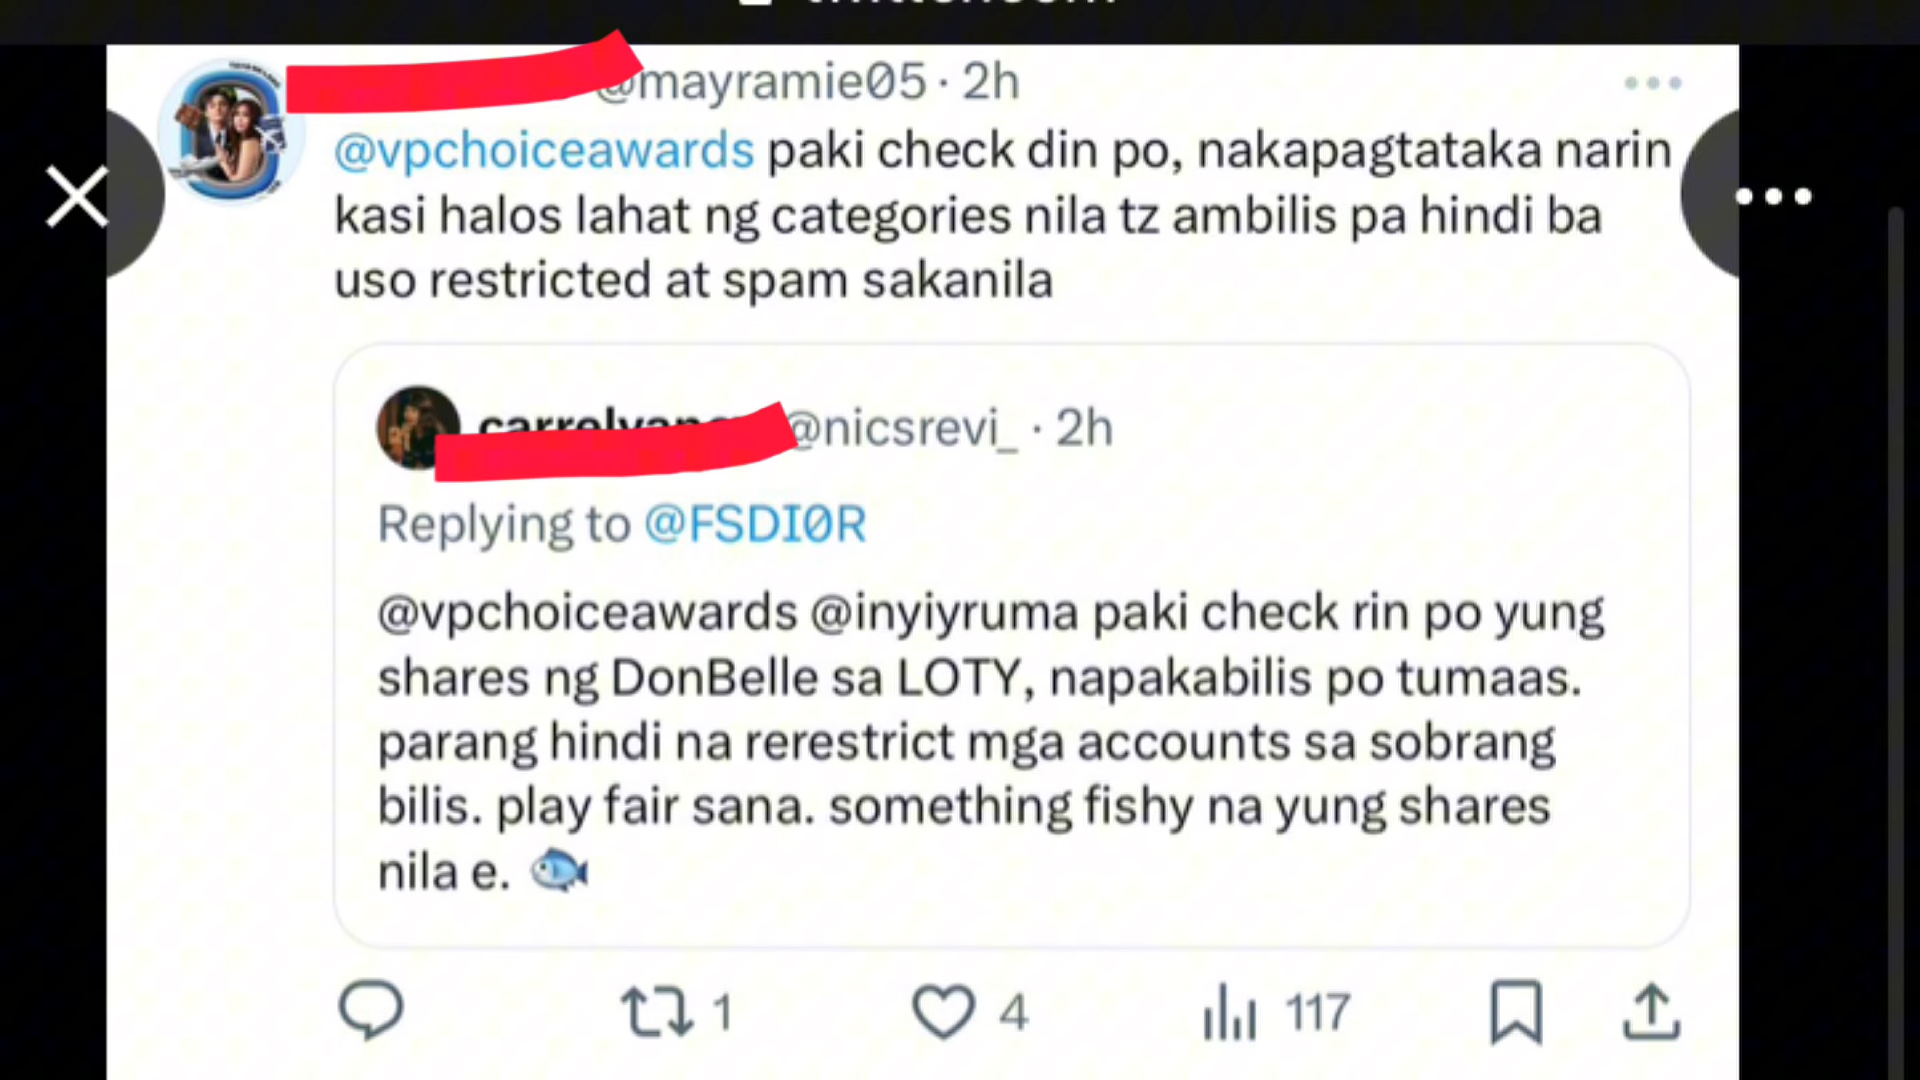 @mayramie05 · 2h
@vpchoiceawards paki check din po, nakapagtataka narin
kasi halos lahat ng categories nila tz ambilis pa hindi ba
uso restricted at spam sakanila
@nicsrevi_ · 2h
Replying to @FSDI0R
@vpchoiceawards @inyiyruma paki check rin po yung
shares ng DonBelle sa LOTY, napakabilis po tumaas.
parang hindi na rerestrict mga accounts sa sobrang
bilis. play fair sana. something fishy na yung shares
nila e. 🐟
1 4 117